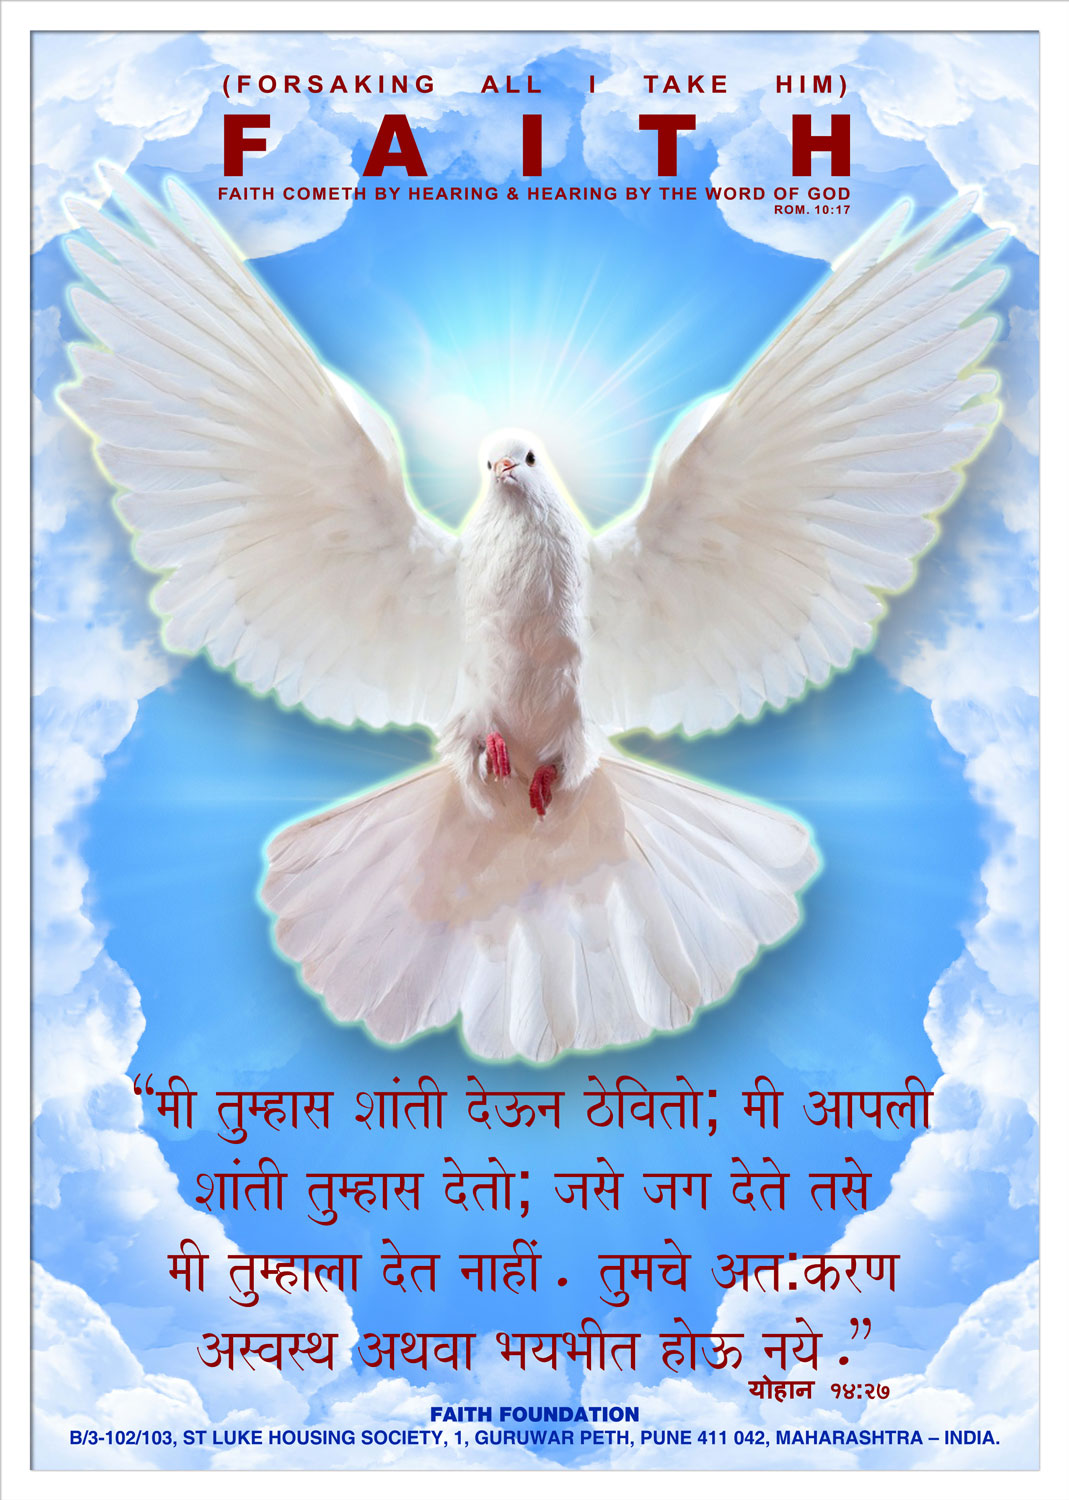 (FORSAKING ALL I TAKE HIM)
FAITH
FAITH COMETH BY HEARING & HEARING BY THE WORD OF GOD
ROM. 10:17
“मी तुम्हास शांती देऊन ठेवितो; मी आपली
शांती तुम्हास देतो; जसे जग देते तसे
मी तुम्हाला देत नाहीं. तुमचे अत:करण
अस्वस्थ अथवा भयभीत होऊ नये.”
योहान १४:२७
FAITH FOUNDATION
B/3-102/103, ST LUKE HOUSING SOCIETY, 1, GURUWAR PETH, PUNE 411 042, MAHARASHTRA – INDIA.